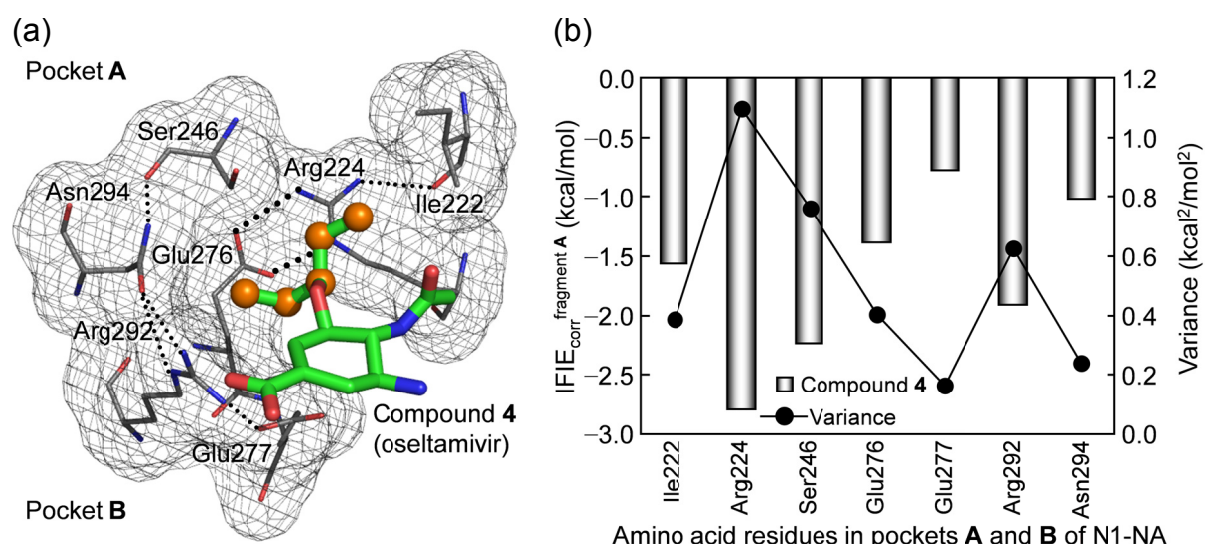 (a)
Pocket A
Ser246
Arg224
Asn294
Ile222
Glu276
Arg292
Compound 4
(oseltamivir)
Glu277
Pocket B
(b)
0.0
−0.5
−1.0
−1.5
−2.0
−2.5
−3.0
IFIEcorr fragment A (kcal/mol)
1.2
1.0
0.8
0.6
0.4
0.2
0.0
Variance (kcal2/mol2)
Compound 4
Variance
Ile222
Arg224
Ser246
Glu276
Glu277
Arg292
Asn294
Amino acid residues in pockets A and B of N1-NA